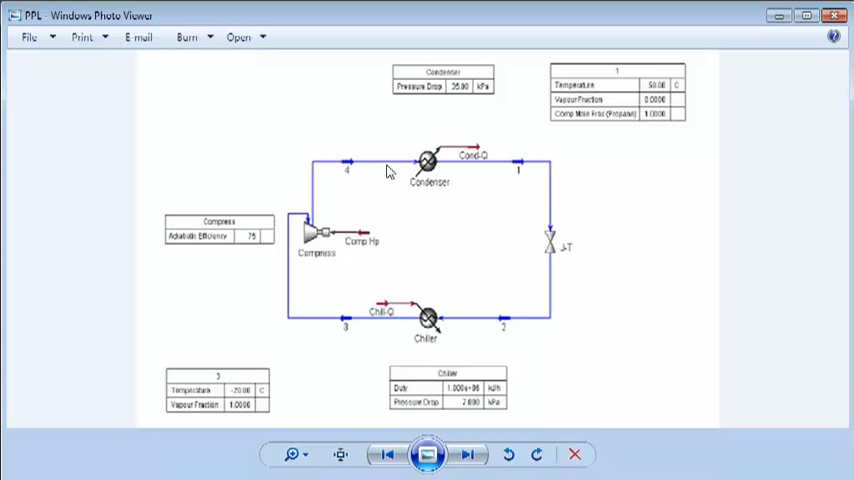 PPL - Windows Photo Viewer
File Print E-mail Burn Open
Condenser
Pressure Drop 35.00 kPa
1
Temperature 50.00 C
Vapour Fraction 0.0000
Comp Mole Frac (Propane) 1.0000
4
Cond-Q
Condenser
1
Compress
Adiabatic Efficiency 75
Comp Hp
Compress
J-T
Chill-Q
3
2
Chiller
3
Temperature -20.00 C
Vapour Fraction 1.0000
Chiller
Duty 1.000e+06 kJ/h
Pressure Drop 7.000 kPa